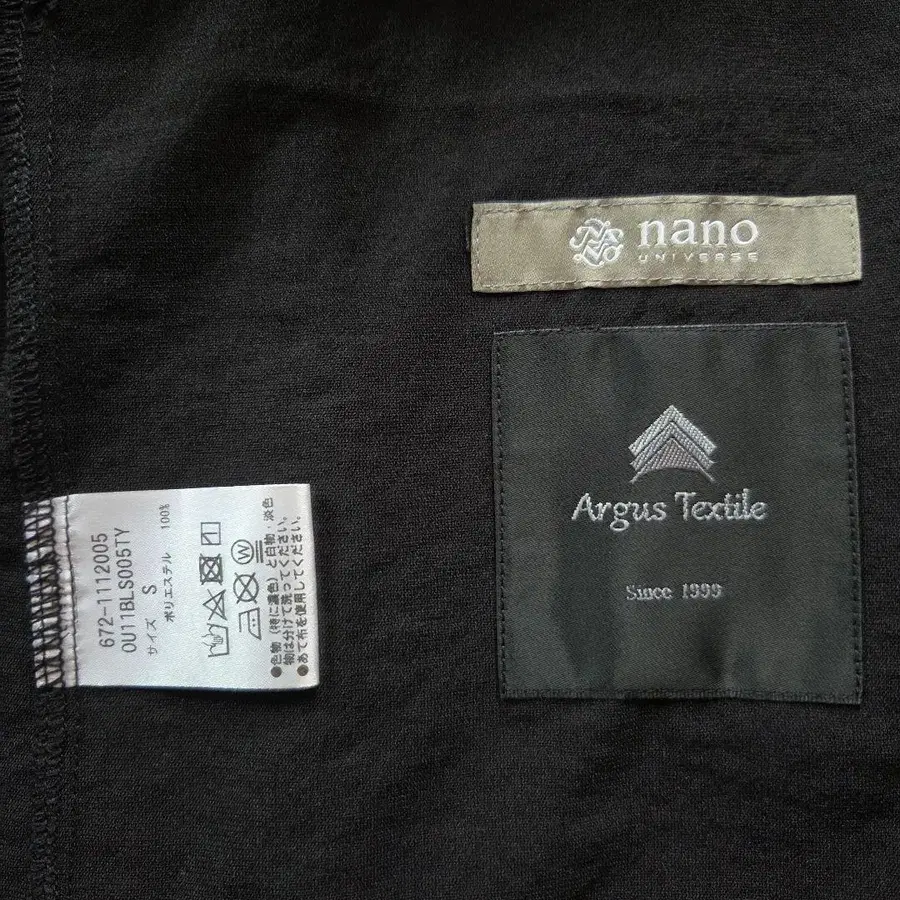 nano
UNIVERSE
Argus Textile
Since 1999
672-1112005
OU11BLS005TY
サイズ S
ポリエステル 100%
●色物(特に濃色)と白物・淡色
物は分けて洗ってください。
●あて布を使用してください。